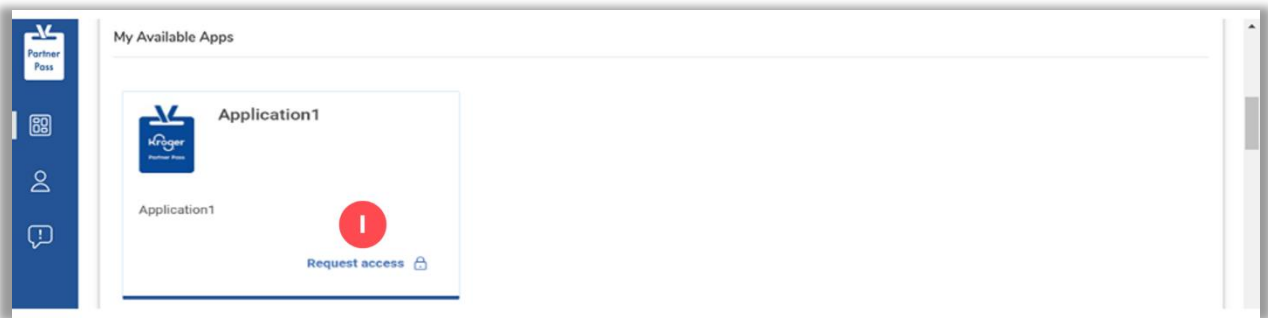 Partner
Pass
My Available Apps
Application1
Kroger
Partner Pass
Application1
I
Request access